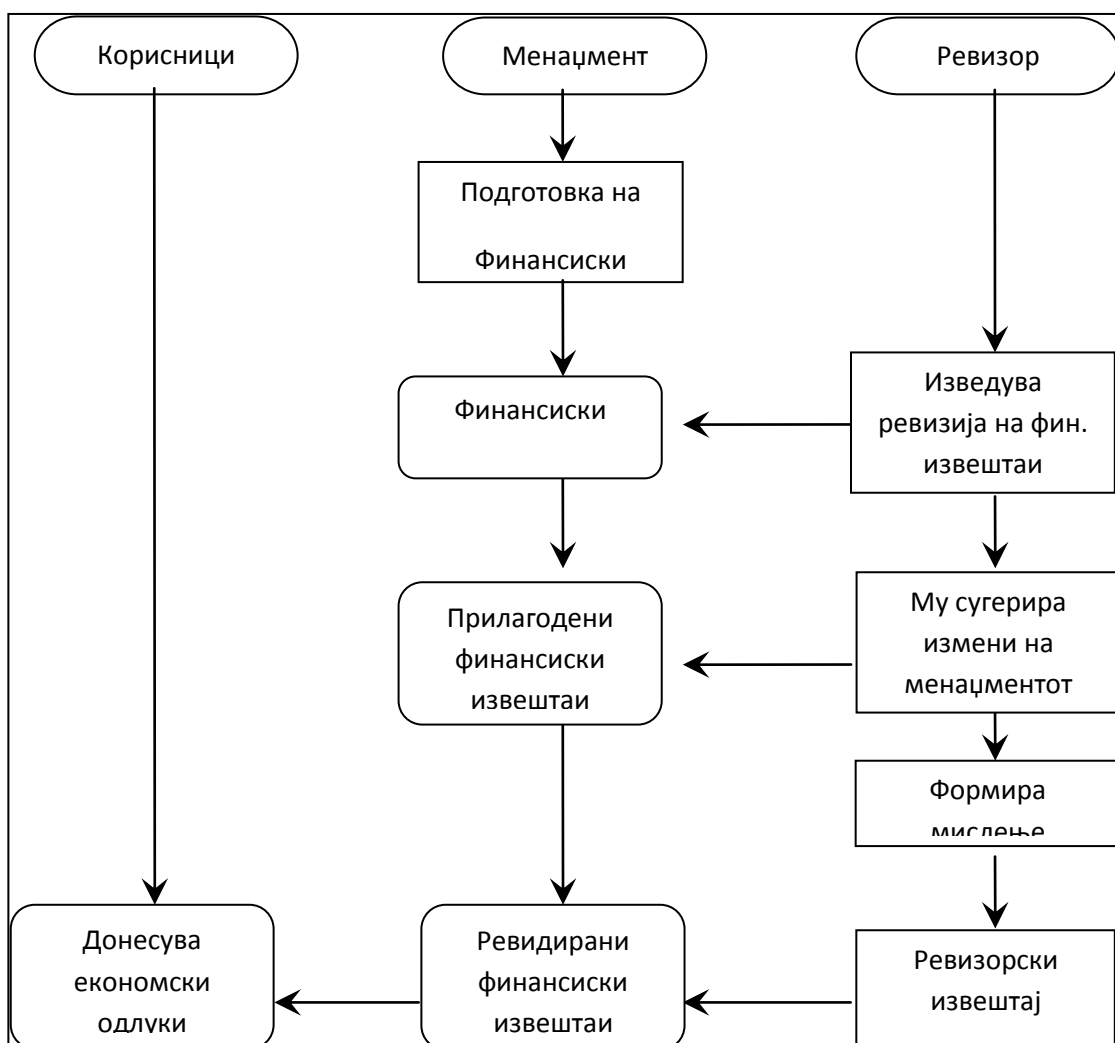 Корисници
Менаџмент
Ревизор
Подготовка на
Финансиски
Финансиски
Изведува
ревизија на фин.
извештаи
Прилагодени
финансиски
извештаи
Му сугерира
измени на
менаџментот
Формира
мислење
Донесува
економски
одлуки
Ревидирани
финансиски
извештаи
Ревизорски
извештај